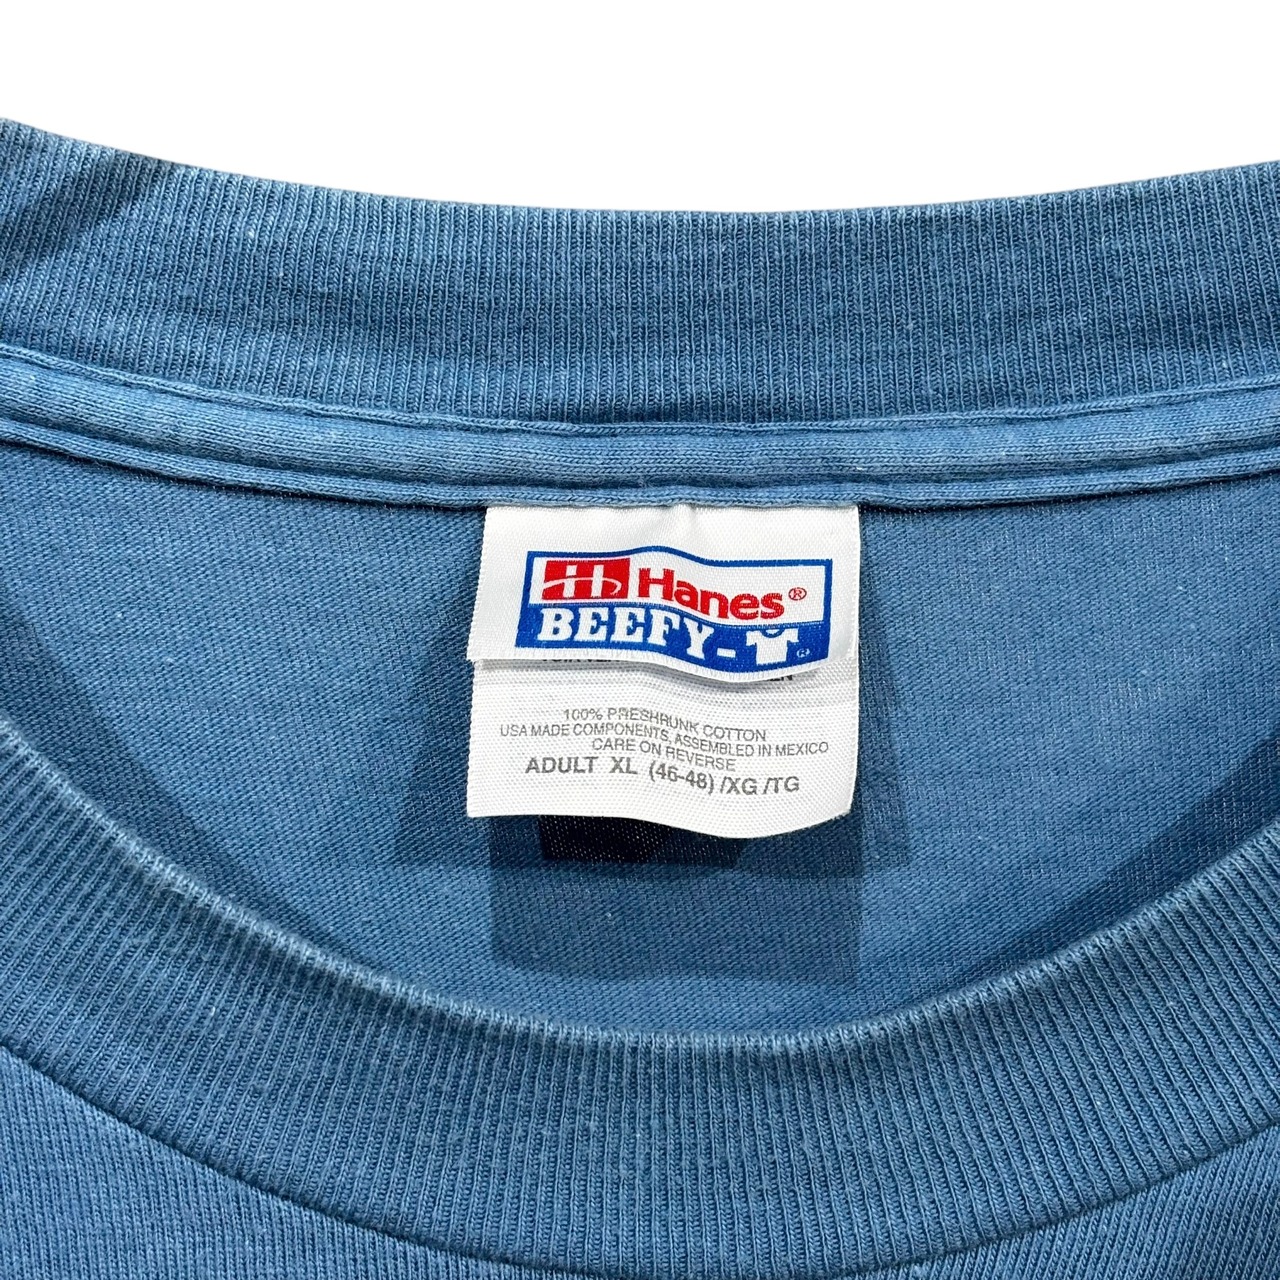 Hanes®
BEEFY-T®
100% PRESHRUNK COTTON
USA MADE COMPONENTS, ASSEMBLED IN MEXICO
CARE ON REVERSE
ADULT XL (46-48) /XG /TG